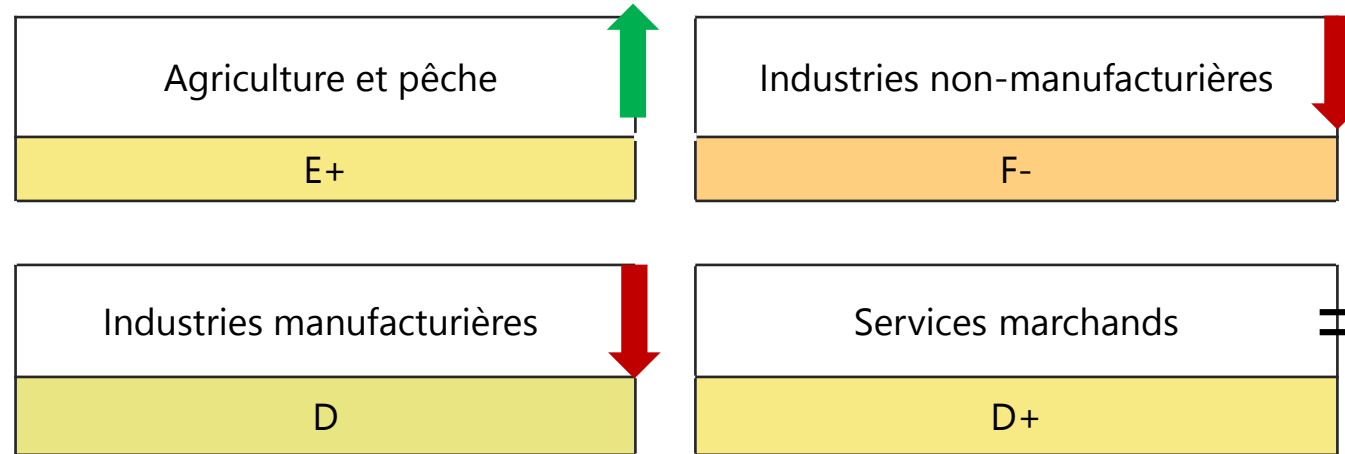 Agriculture et pêche
E+
Industries non-manufacturières
F-
Industries manufacturières
D
Services marchands
=
D+